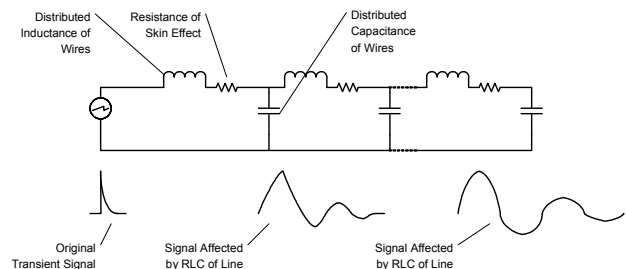 Distributed
Inductance of
Wires
Resistance of
Skin Effect
Distributed
Capacitance
of Wires
Original
Transient Signal
Signal Affected
by RLC of Line
Signal Affected
by RLC of Line